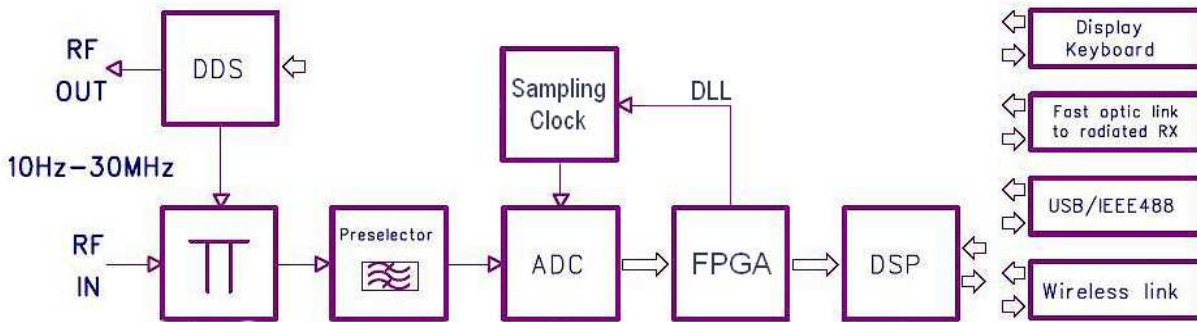 RF
OUT
DDS
Display
Keyboard
Sampling
Clock
DLL
Fast optic link
to radiated RX
10Hz-30MHz
RF
IN
Preselector
ADC
FPGA
DSP
USB/IEEE488
Wireless link